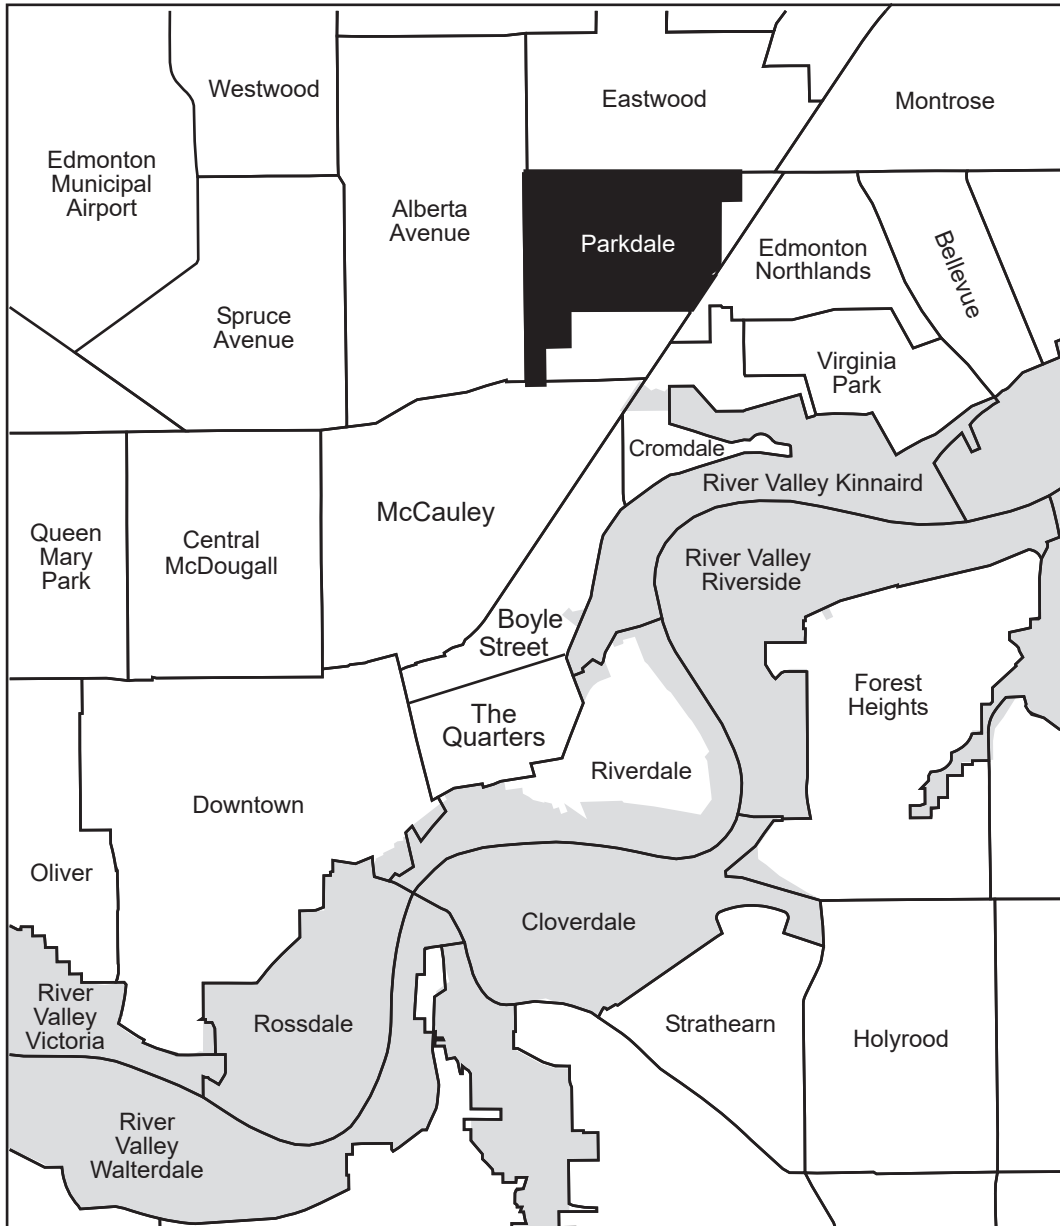 Westwood
Eastwood
Montrose
Edmonton
Municipal
Airport
Alberta
Avenue
Parkdale
Edmonton
Northlands
Bellevue
Spruce
Avenue
Virginia
Park
Cromdale
River Valley Kinnaird
McCauley
Queen
Mary
Park
Central
McDougall
River Valley
Riverside
Boyle
Street
Forest
Heights
The
Quarters
Riverdale
Downtown
Oliver
Cloverdale
River
Valley
Victoria
Rossdale
Strathearn
Holyrood
River
Valley
Walterdale